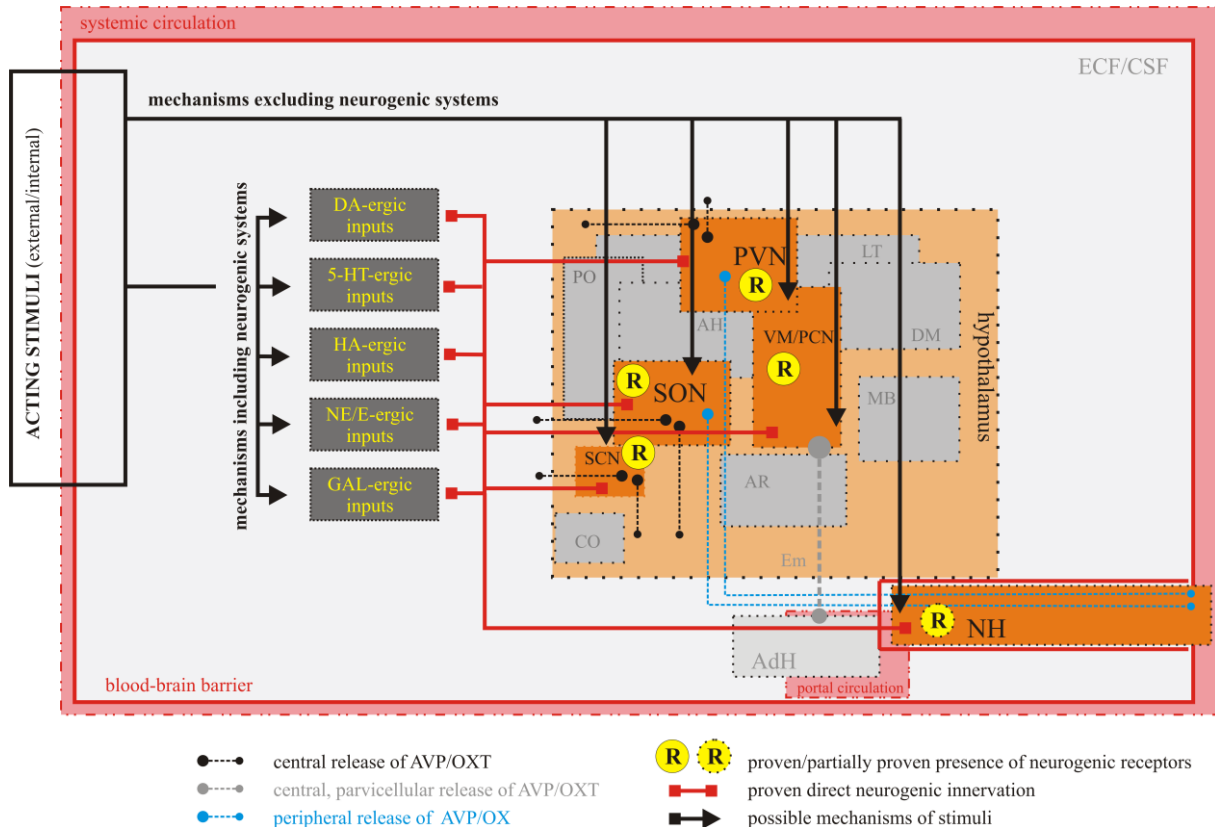 systemic circulation
ECF/CSF
mechanisms excluding neurogenic systems
ACTING STIMULI (external/internal)
mechanisms including neurogenic systems
DA-ergic
inputs
5-HT-ergic
inputs
HA-ergic
inputs
NE/E-ergic
inputs
GAL-ergic
inputs
PVN
R
LT
PO
AH
VM/PCN
R
DM
hypothalamus
R
SON
MB
SCN
R
AR
CO
Em
R
NH
AdH
portal circulation
blood-brain barrier
central release of AVP/OXT
central, parvicellular release of AVP/OXT
peripheral release of AVP/OX
R R proven/partially proven presence of neurogenic receptors
proven direct neurogenic innervation
possible mechanisms of stimuli